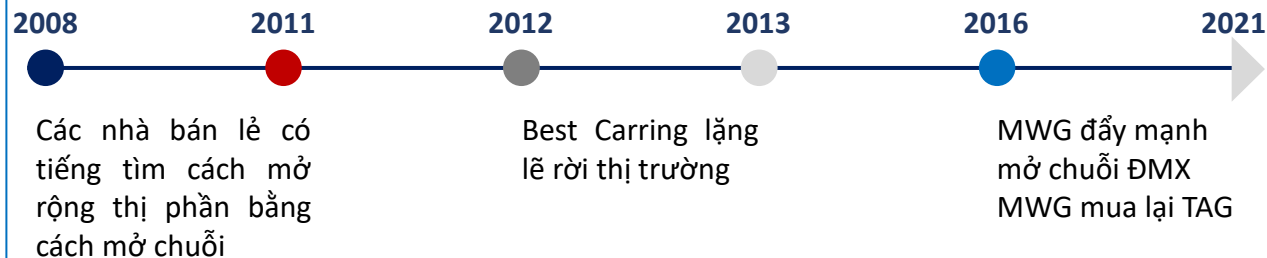 2008 2011 2012 2013 2016 2021
Các nhà bán lẻ có
tiếng tìm cách mở
rộng thị phần bằng
cách mở chuỗi
Best Carring lặng
lẽ rời thị trường
MWG đẩy mạnh
mở chuỗi ĐMX
MWG mua lại TAG